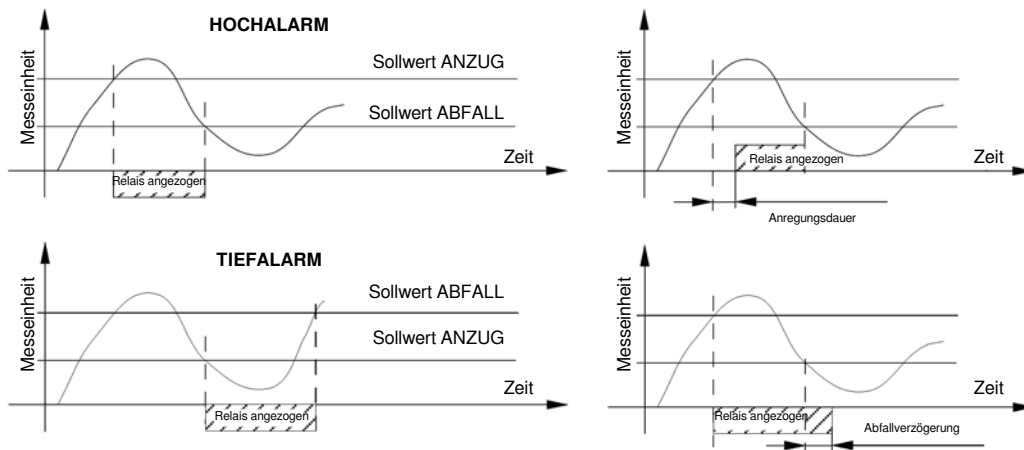 HOCHALARM
Messeinheit
Sollwert ANZUG
Sollwert ABFALL
Zeit
Relais angezogen
Messeinheit
Zeit
Relais angezogen
Anregungsdauer
TIEFALARM
Messeinheit
Sollwert ABFALL
Sollwert ANZUG
Zeit
Relais angezogen
Messeinheit
Zeit
Relais angezogen
Abfallverzögerung